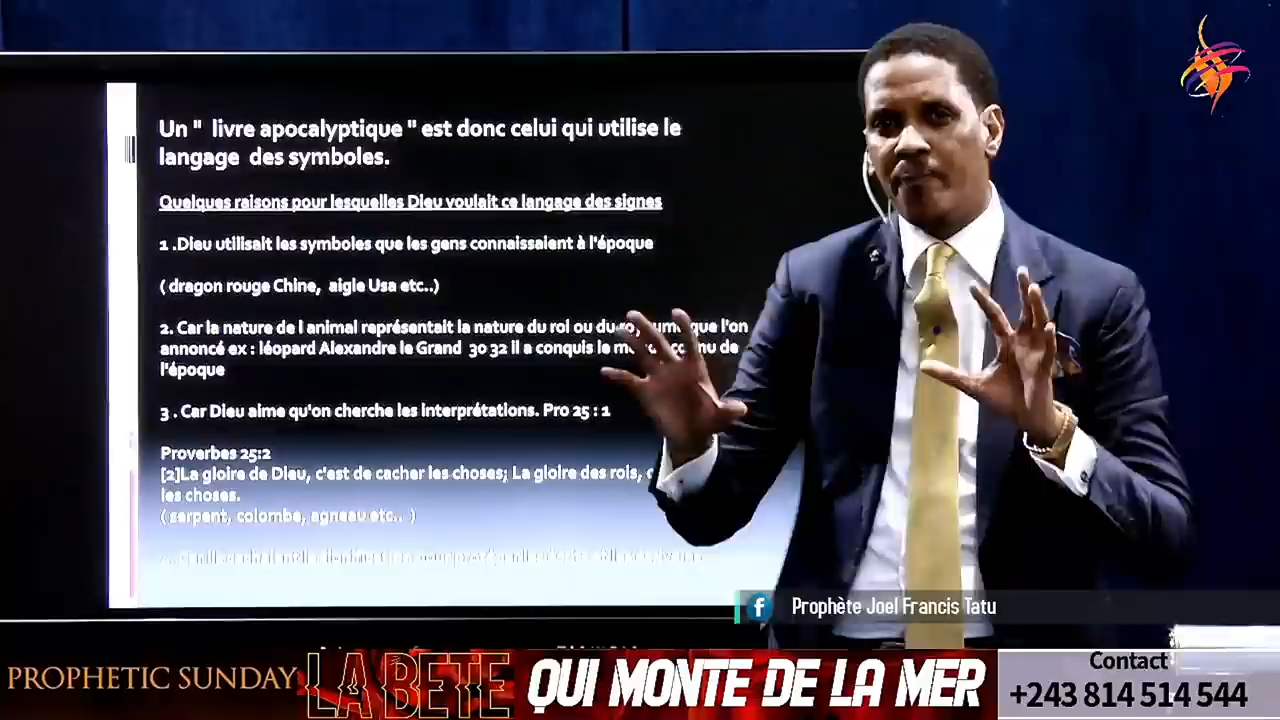 Un " livre apocalyptique " est donc celui qui utilise le
langage des symboles.
Quelques raisons pour lesquelles Dieu voulait ce langage des signes
1 .Dieu utilisait les symboles que les gens connaissaient à l'époque
( dragon rouge Chine, aigle Usa etc..)
2. Car la nature de l animal représentait la nature du roi ou du que l'on
annoncé ex : léopard Alexandre le Grand 30 32 il a conquis le de
l'époque
3 . Car Dieu aime qu'on cherche les interprétations. Pro 25 : 1
Proverbes 25:2
[2]La gloire de Dieu, c'est de cacher les choses; La gloire des rois,
les choses.
( serpent, colombe, agneau etc.. )
f Prophète Joel Francis Tatu
PROPHETIC SUNDAY LA BETE QUI MONTE DE LA MER
Contact
+243 814 514 544